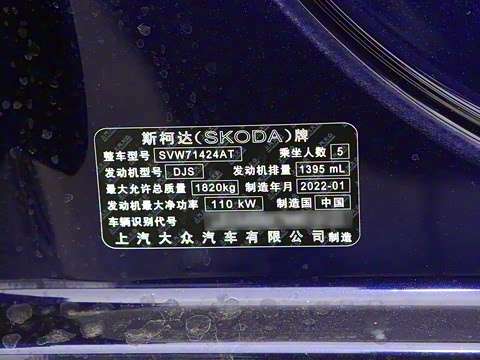 斯柯达(SKODA)牌
整车型号 SVW71424AT 乘坐人数 5
发动机型号 DJS 发动机排量 1395 mL
最大允许总质量 1820kg 制造年月 2022-01
发动机最大净功率 110 kW 制造国 中国
车辆识别代号
上汽大众汽车有限公司制造